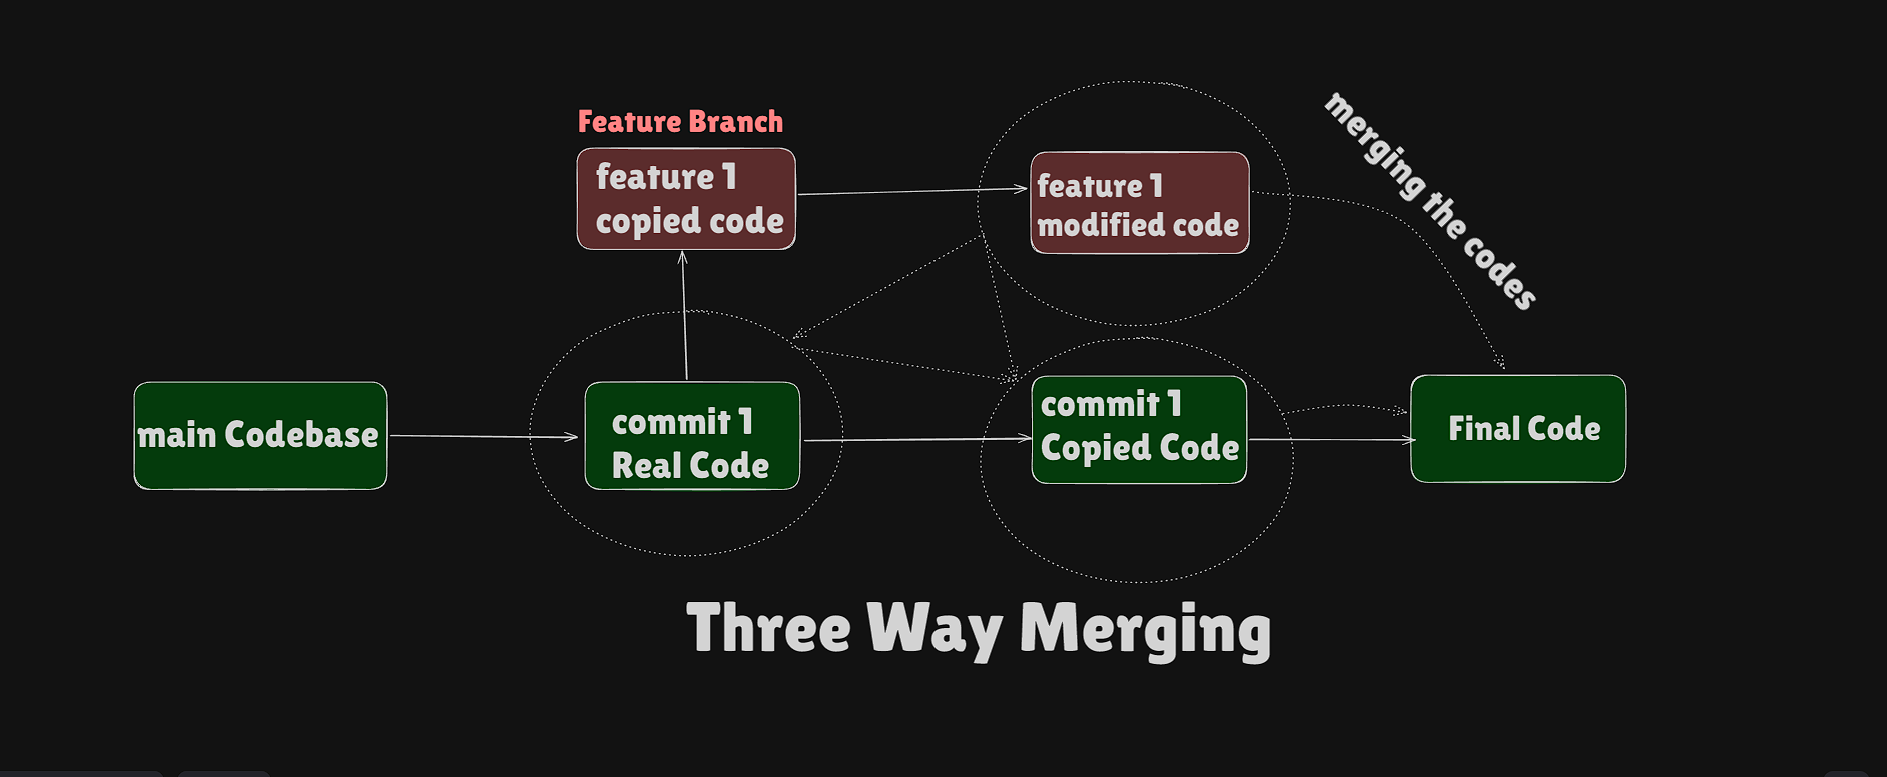 Feature Branch
feature 1
copied code
feature 1
modified code
merging the codes
main Codebase
commit 1
Real Code
commit 1
Copied Code
Final Code
Three Way Merging